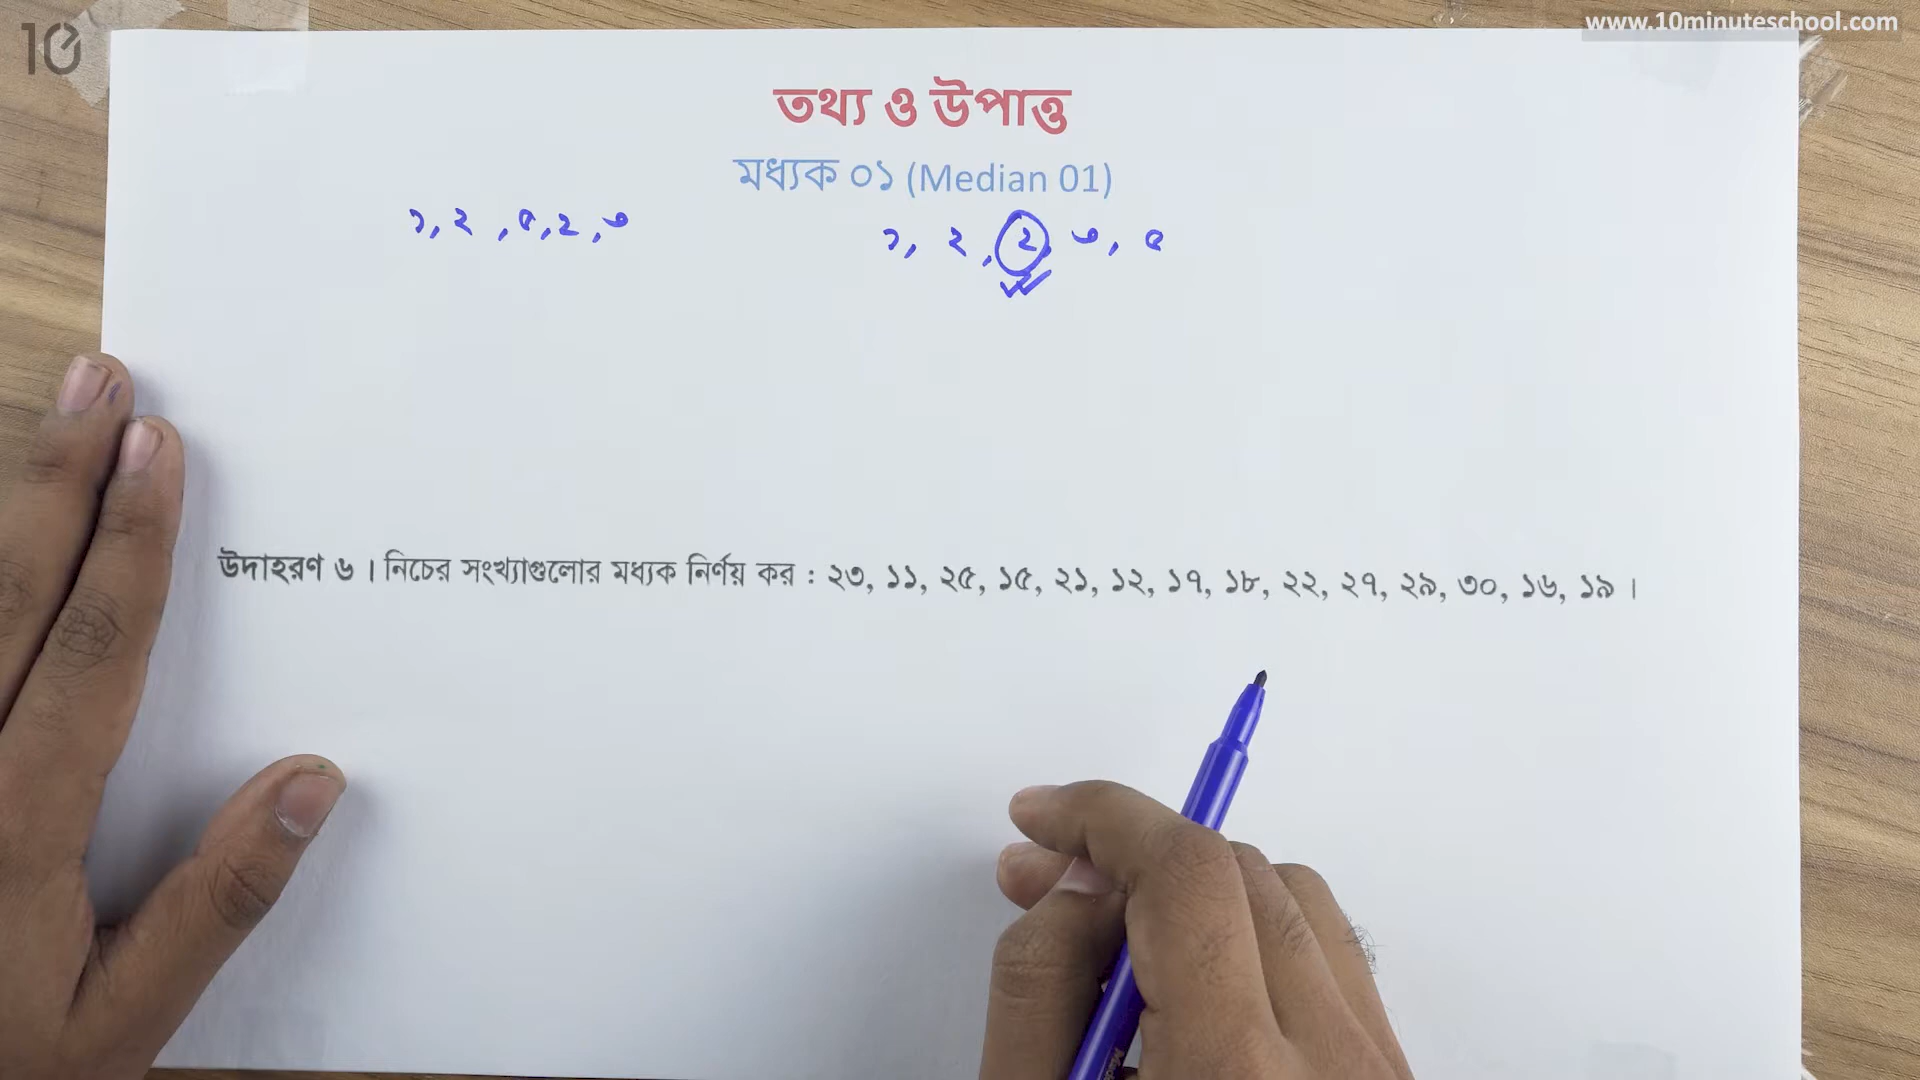 10
www.10minuteschool.com
তথ্য ও উপাত্ত
মধ্যক ০১ (Median 01)
১, ২ , ৫, ২, ৩
১, ২ , ২, ৩, ৫
উদাহরণ ৬ । নিচের সংখ্যাগুলোর মধ্যক নির্ণয় কর : ২৩, ১১, ২৫, ১৫, ২১, ১২, ১৭, ১৮, ২২, ২৭, ২৯, ৩০, ১৬, ১৯ ।